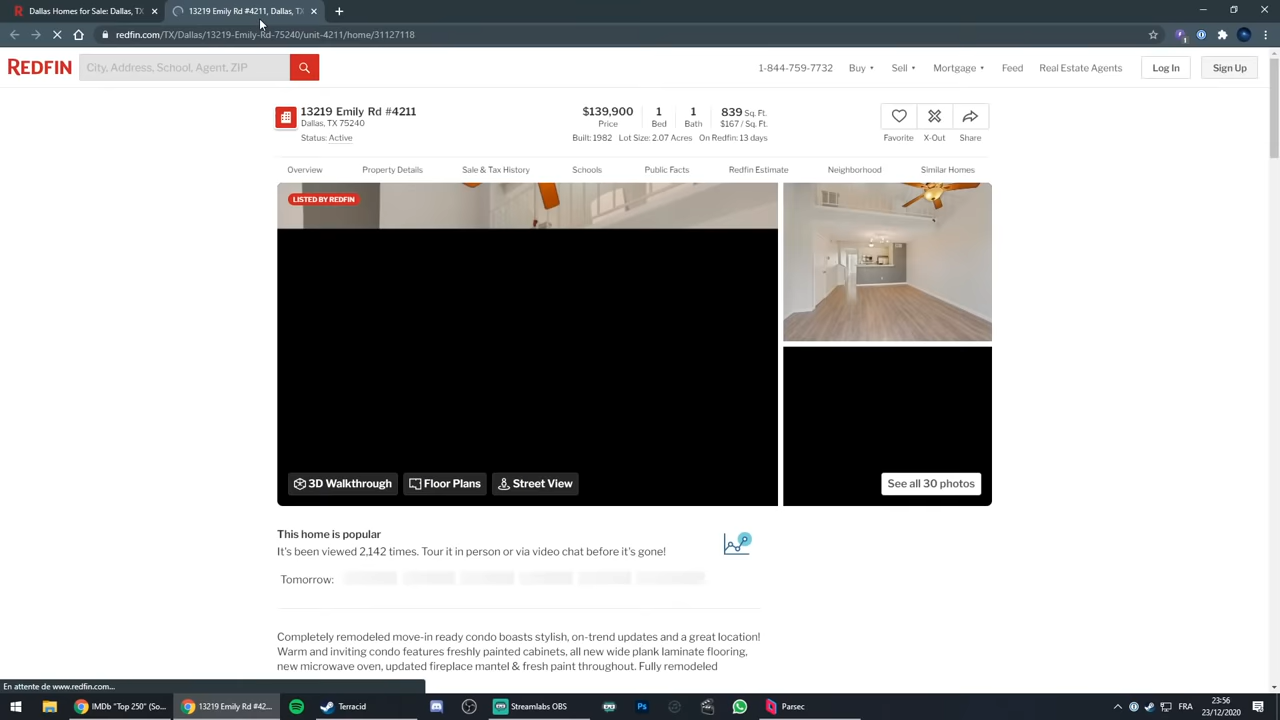 Dallas Homes for Sale: Dallas, TX
13219 Emily Rd #4211, Dallas, TX
redfin.com/TX/Dallas/13219-Emily-Rd-75240/unit-4211/home/31127118
REDFIN
City, Address, School, Agent, ZIP
1-844-759-7732
Buy
Sell
Mortgage
Feed
Real Estate Agents
Log In
Sign Up
13219 Emily Rd #4211
Dallas, TX 75240
Status: Active
$139,900
Price
1
Bed
1
Bath
839 Sq. Ft.
$167 / Sq. Ft.
Built: 1982 Lot Size: 2.07 Acres On Redfin: 13 days
Favorite
X-Out
Share
Overview
Property Details
Sale & Tax History
Schools
Public Facts
Redfin Estimate
Neighborhood
Similar Homes
LISTED BY REDFIN
3D Walkthrough
Floor Plans
Street View
See all 30 photos
This home is popular
It's been viewed 2,142 times. Tour it in person or via video chat before it's gone!
Tomorrow:
Completely remodeled move-in ready condo boasts stylish, on-trend updates and a great location!
Warm and inviting condo features freshly painted cabinets, all new wide plank laminate flooring,
new microwave oven, updated fireplace mantel & fresh paint throughout. Fully remodeled
En attente de www.redfin.com...
IMDb "Top 250" (So...
13219 Emily Rd #42...
Terracid
Streamlabs OBS
Parsec
FR
23:56
23/12/2020